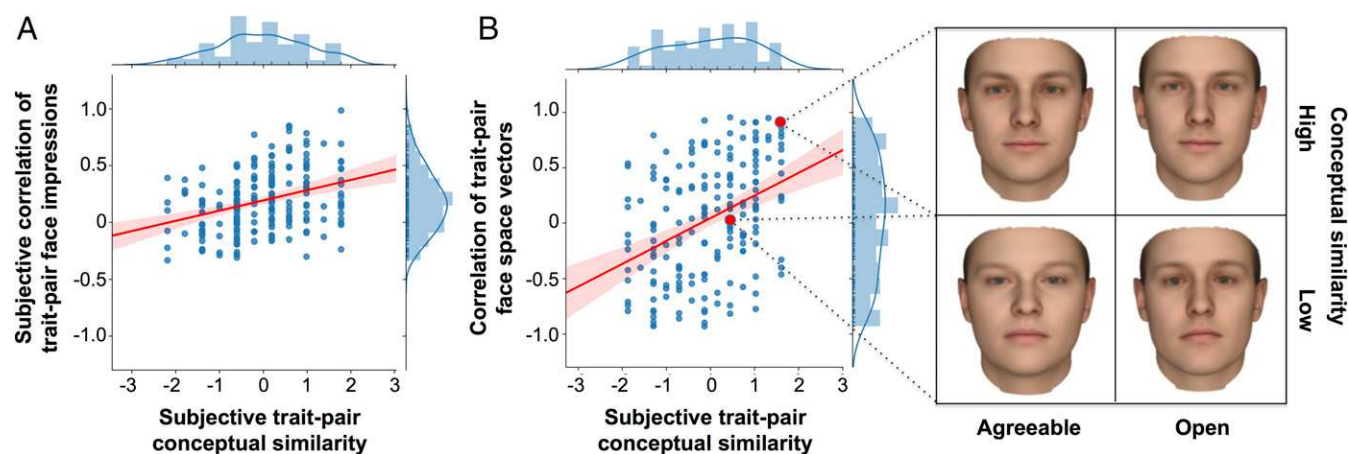 A
Subjective correlation of
trait-pair face impressions
1.0
0.5
0
-0.5
-1.0
-3 -2 -1 0 1 2 3
Subjective trait-pair
conceptual similarity
B
Correlation of trait-pair
face space vectors
1.0
0.5
0
-0.5
-1.0
-3 -2 -1 0 1 2 3
Subjective trait-pair
conceptual similarity
High
Low
Conceptual similarity
Agreeable Open